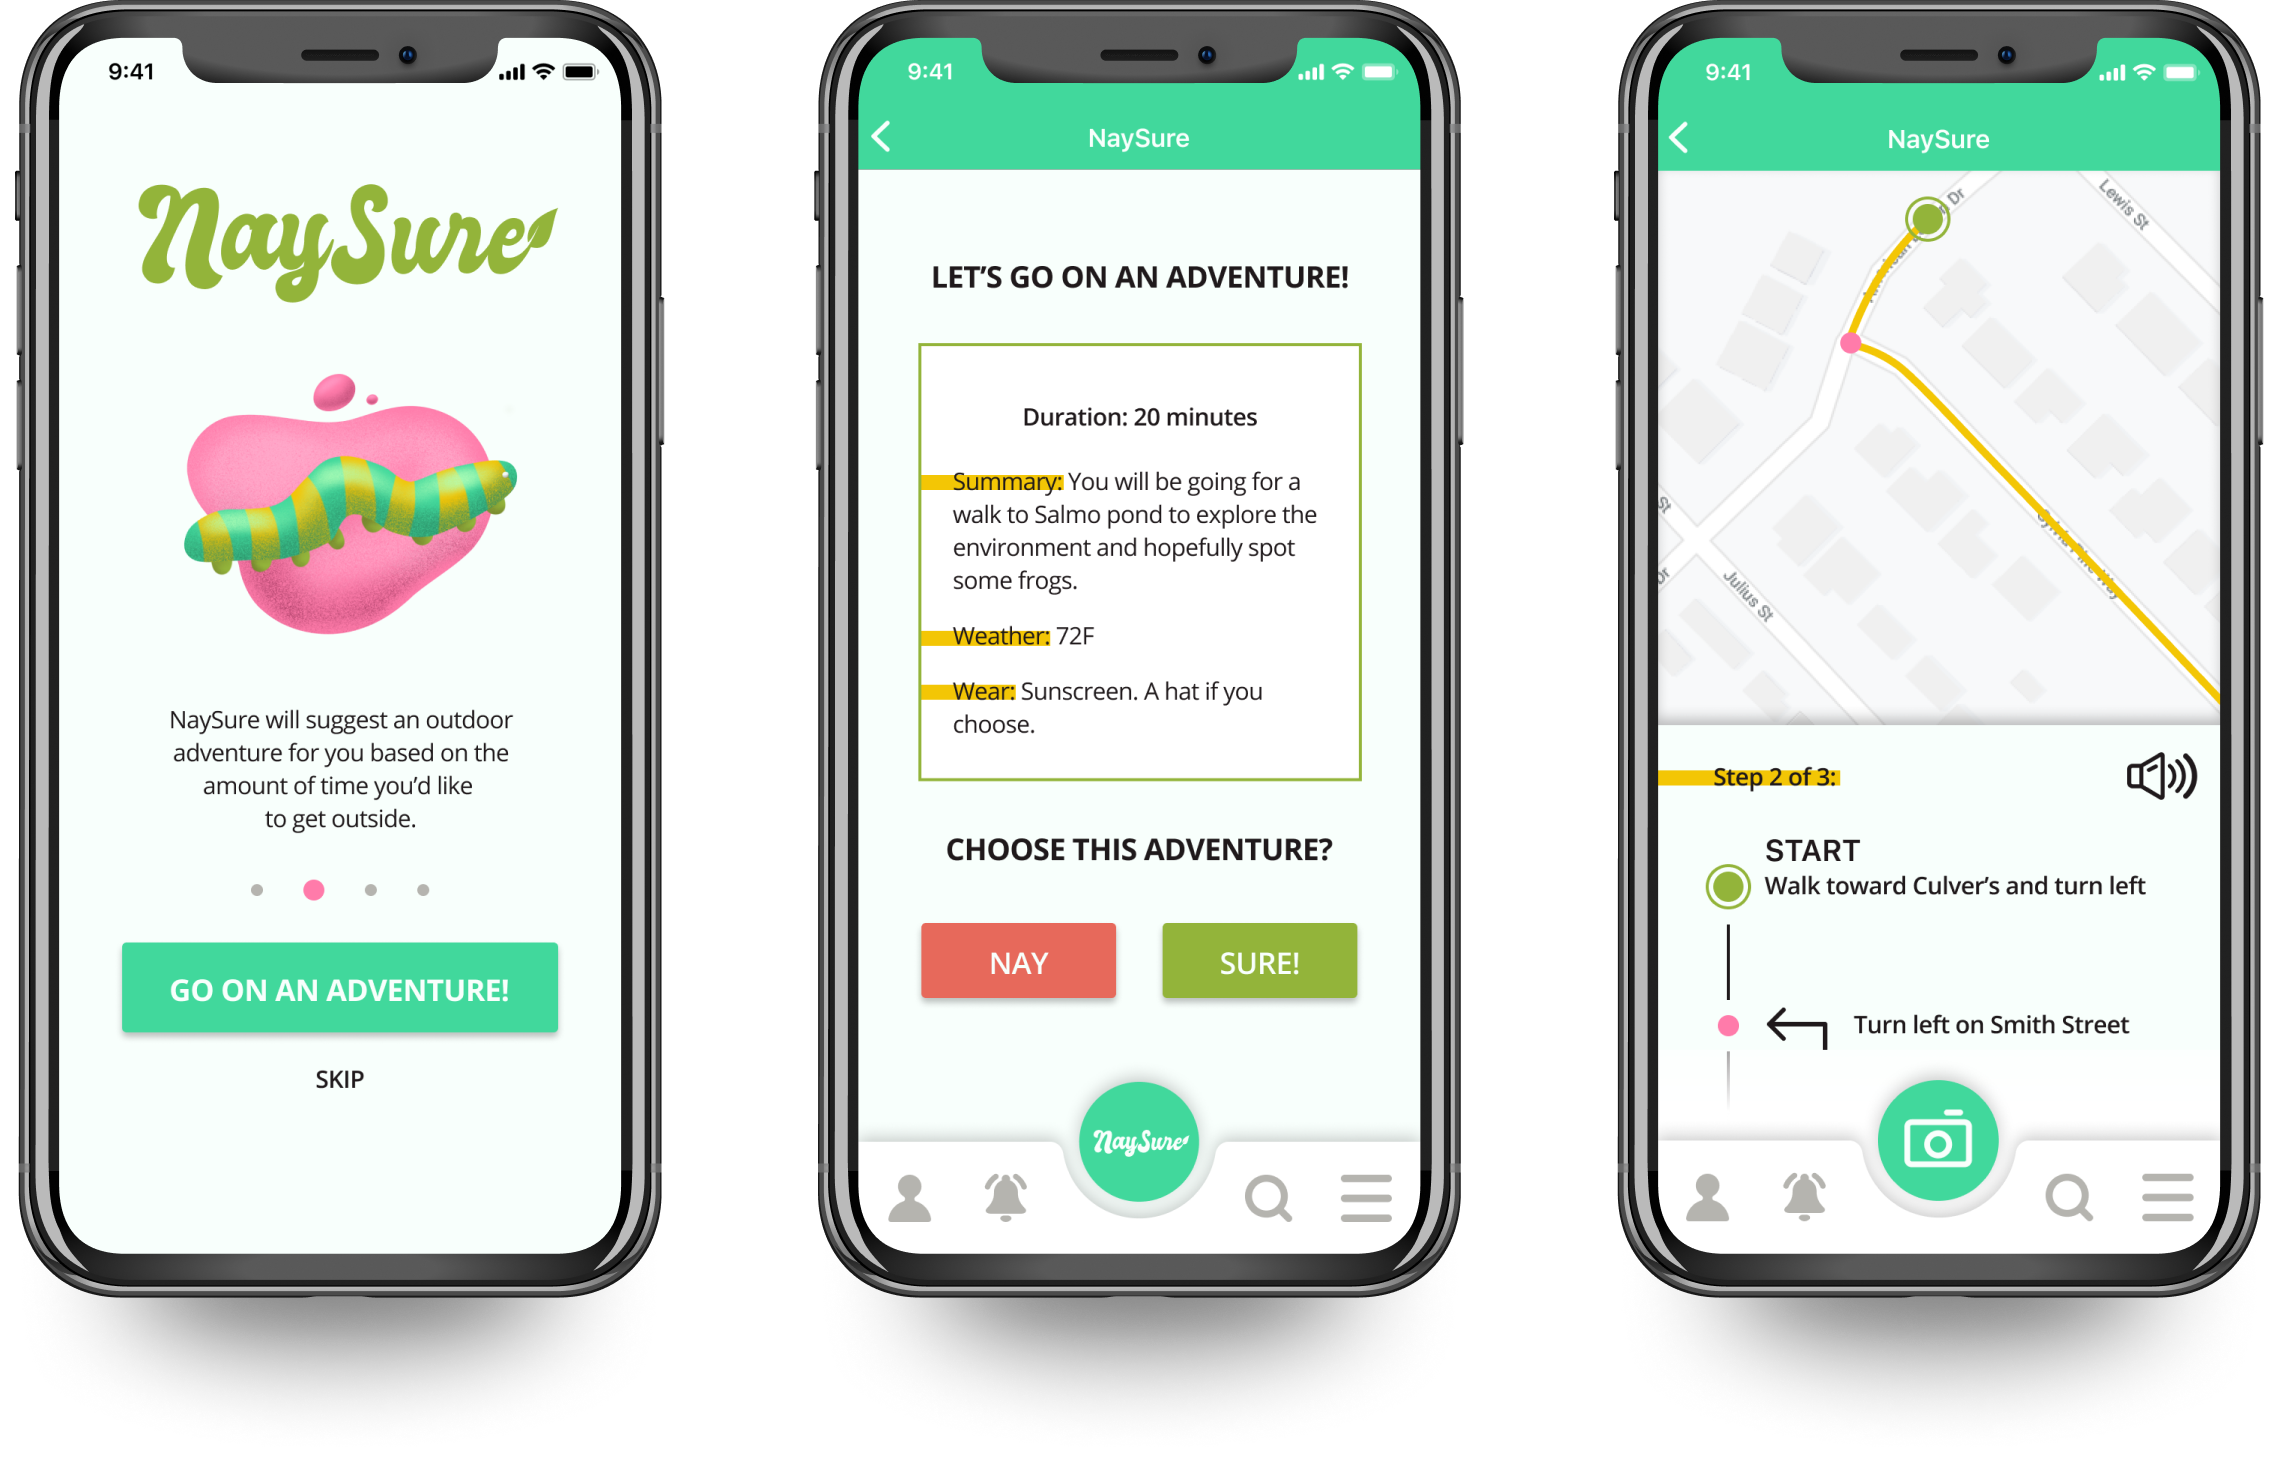 9:41
NaySure
NaySure will suggest an outdoor
adventure for you based on the
amount of time you'd like
to get outside.
GO ON AN ADVENTURE!
SKIP
9:41
NaySure
LET'S GO ON AN ADVENTURE!
Duration: 20 minutes
Summary: You will be going for a
walk to Salmo pond to explore the
environment and hopefully spot
some frogs.
Weather: 72F
Wear: Sunscreen. A hat if you
choose.
CHOOSE THIS ADVENTURE?
NAY
SURE!
NaySure
9:41
NaySure
Dr
Lewis St
St
Dr
Julius St
Way
Step 2 of 3:
START
Walk toward Culver's and turn left
Turn left on Smith Street